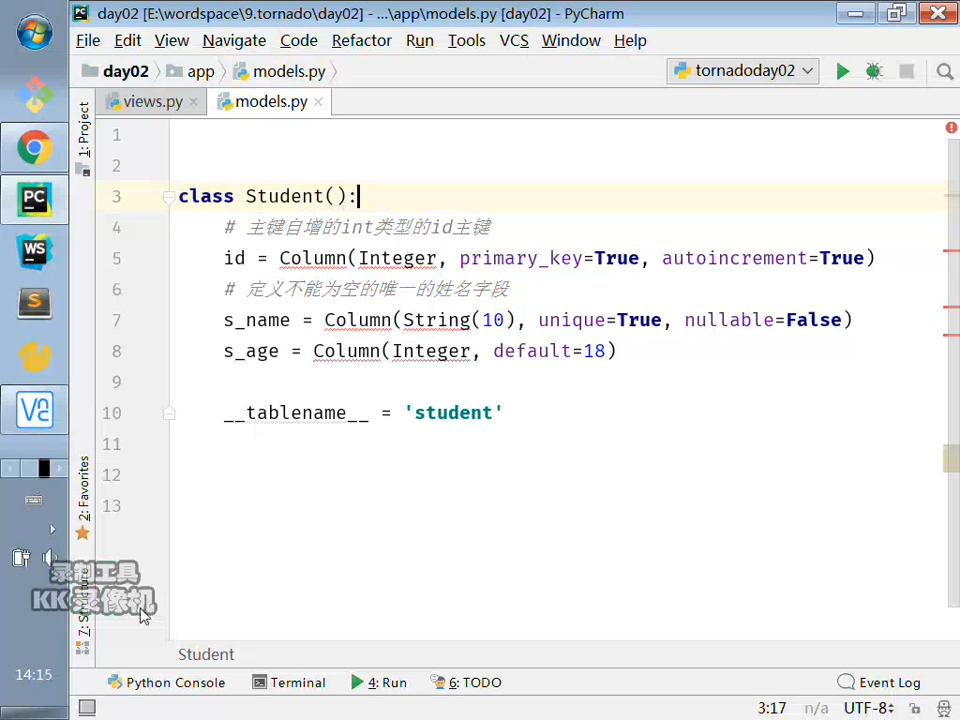 day02 [E:\wordspace\9.tornado\day02] - ...\app\models.py [day02] - PyCharm
File Edit View Navigate Code Refactor Run Tools VCS Window Help
day02 app models.py tornadoday02
views.py models.py
1: Project
1
2
3 class Student():
4 # 主键自增的int类型的id主键
5 id = Column(Integer, primary_key=True, autoincrement=True)
6 # 定义不能为空的唯一的姓名字段
7 s_name = Column(String(10), unique=True, nullable=False)
8 s_age = Column(Integer, default=18)
9
10 __tablename__ = 'student'
11
12
13
2: Favorites
7: Structure
录制工具
KK录像机
Student
14:15
Python Console Terminal 4: Run 6: TODO Event Log
3:17 n/a UTF-8